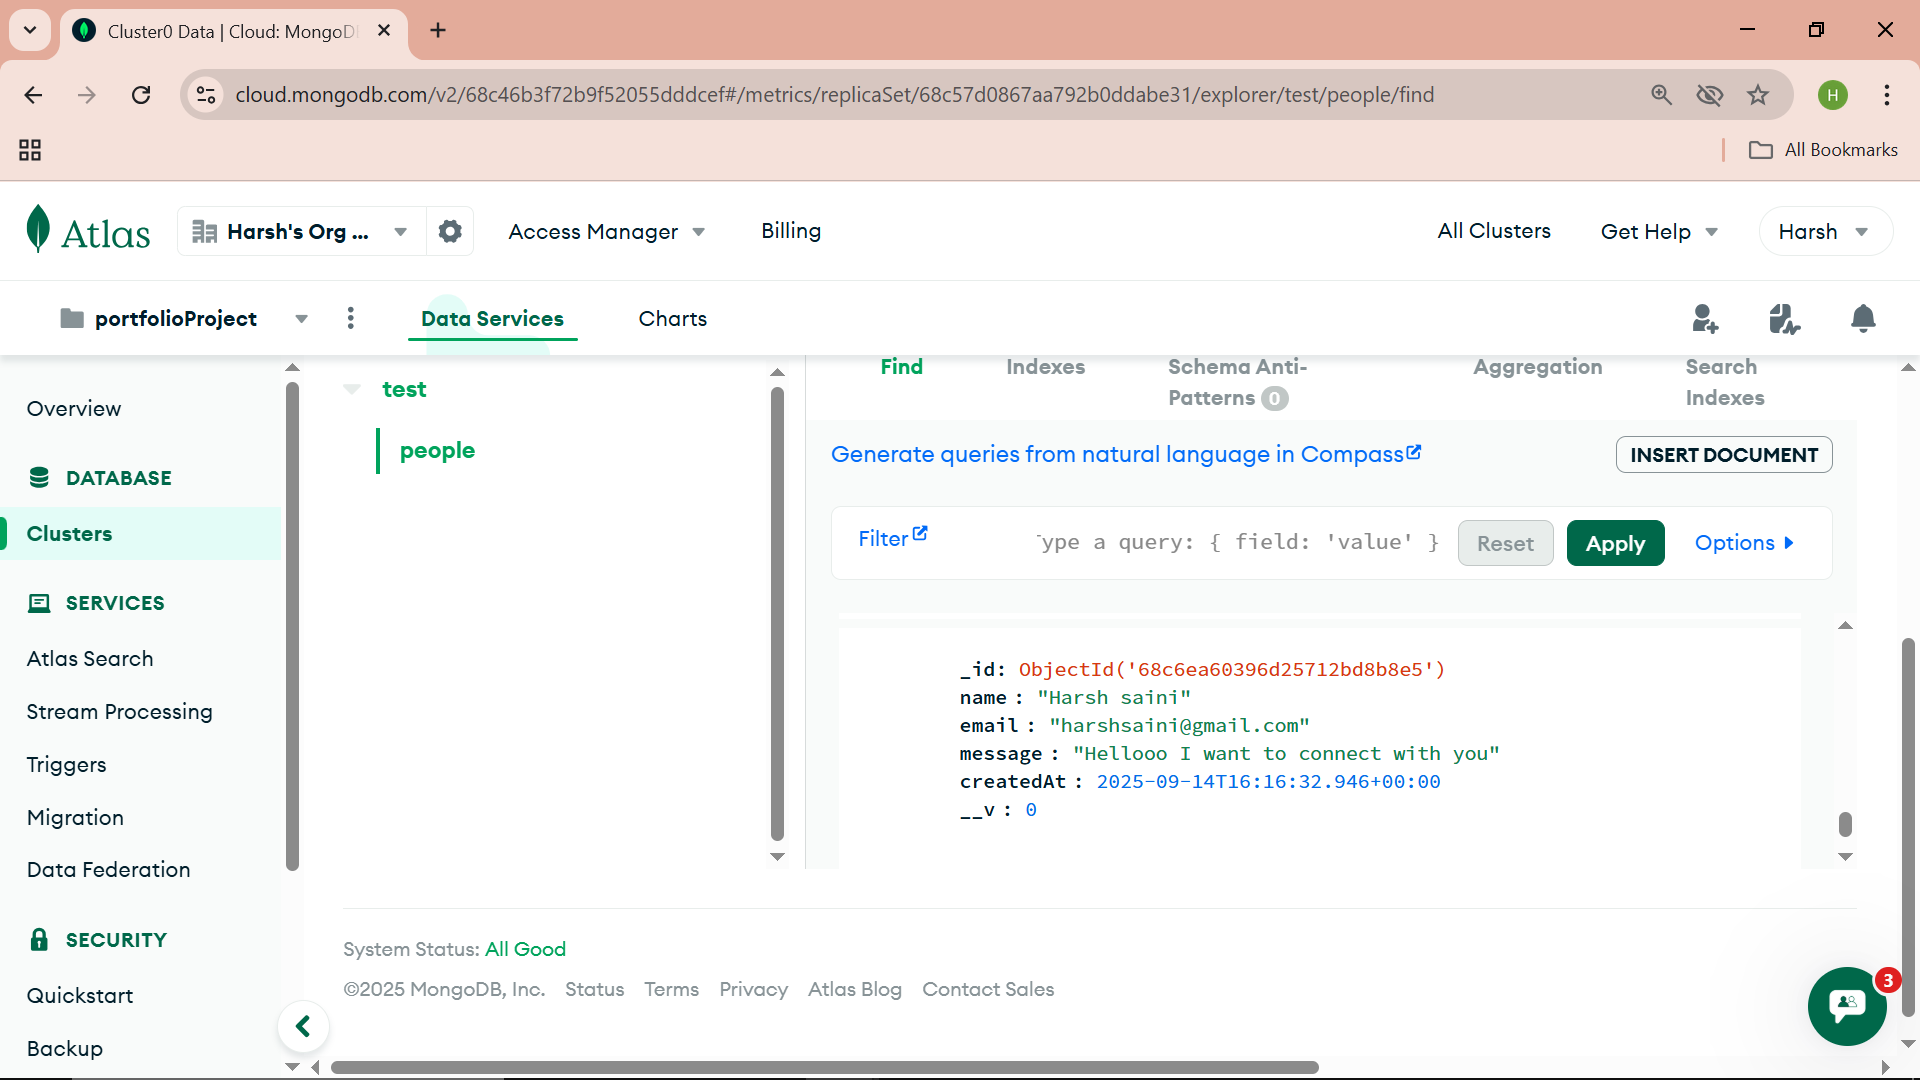 Cluster0 Data | Cloud: MongoD
cloud.mongodb.com/v2/68c46b3f72b9f52055dddcef#/metrics/replicaSet/68c57d0867aa792b0ddabe31/explorer/test/people/find
H
All Bookmarks
Atlas
Harsh's Org ...
Access Manager
Billing
All Clusters
Get Help
Harsh
portfolioProject
Data Services
Charts
Overview
DATABASE
Clusters
SERVICES
Atlas Search
Stream Processing
Triggers
Migration
Data Federation
SECURITY
Quickstart
Backup
test
people
Find
Indexes
Schema Anti-
Patterns 0
Aggregation
Search
Indexes
Generate queries from natural language in Compass
INSERT DOCUMENT
Filter
ype a query: { field: 'value' }
Reset
Apply
Options
_id: ObjectId('68c6ea60396d25712bd8b8e5')
name : "Harsh saini"
email : "harshsaini@gmail.com"
message : "Hellooo I want to connect with you"
createdAt : 2025-09-14T16:16:32.946+00:00
__v : 0
System Status: All Good
©2025 MongoDB, Inc. Status Terms Privacy Atlas Blog Contact Sales
3